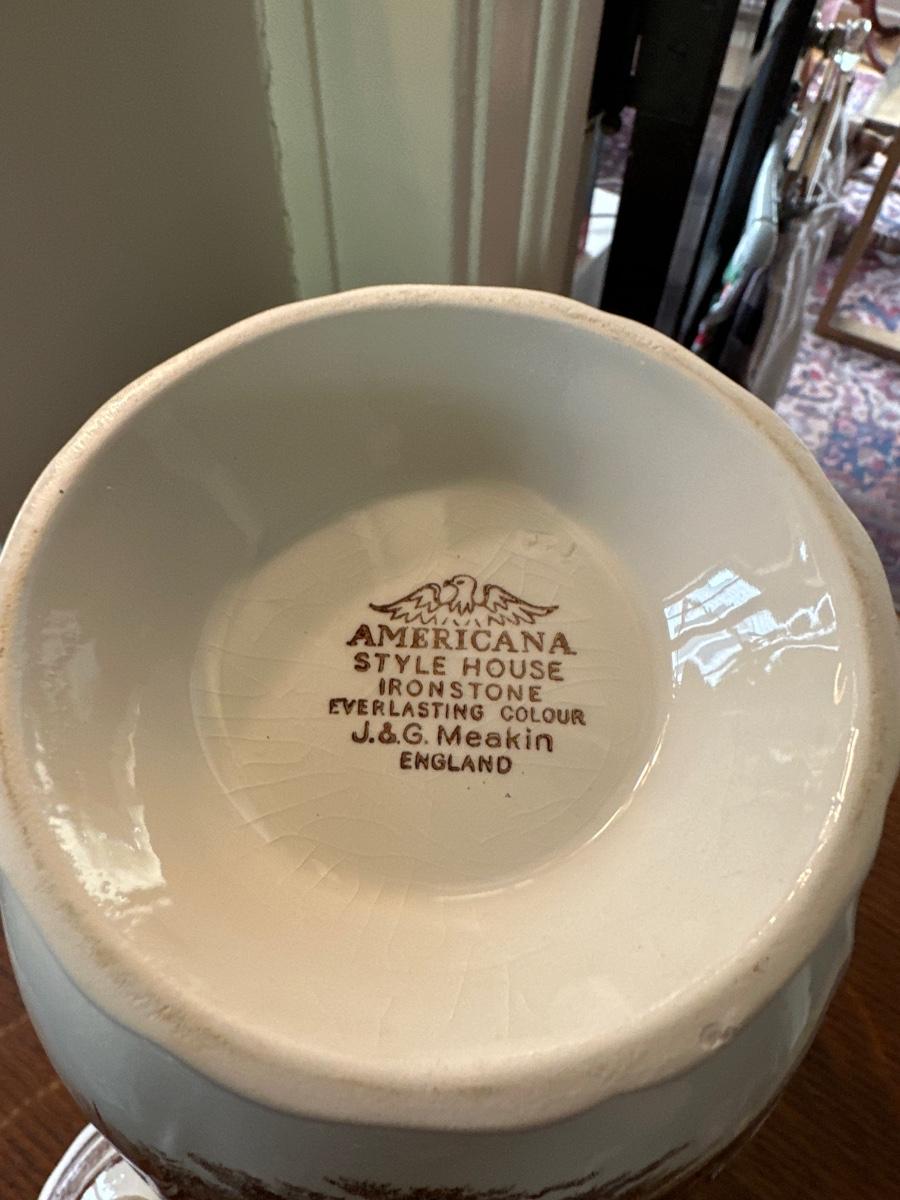 AMERICANA
STYLE HOUSE
IRONSTONE
EVERLASTING COLOUR
J.&G. Meakin
ENGLAND